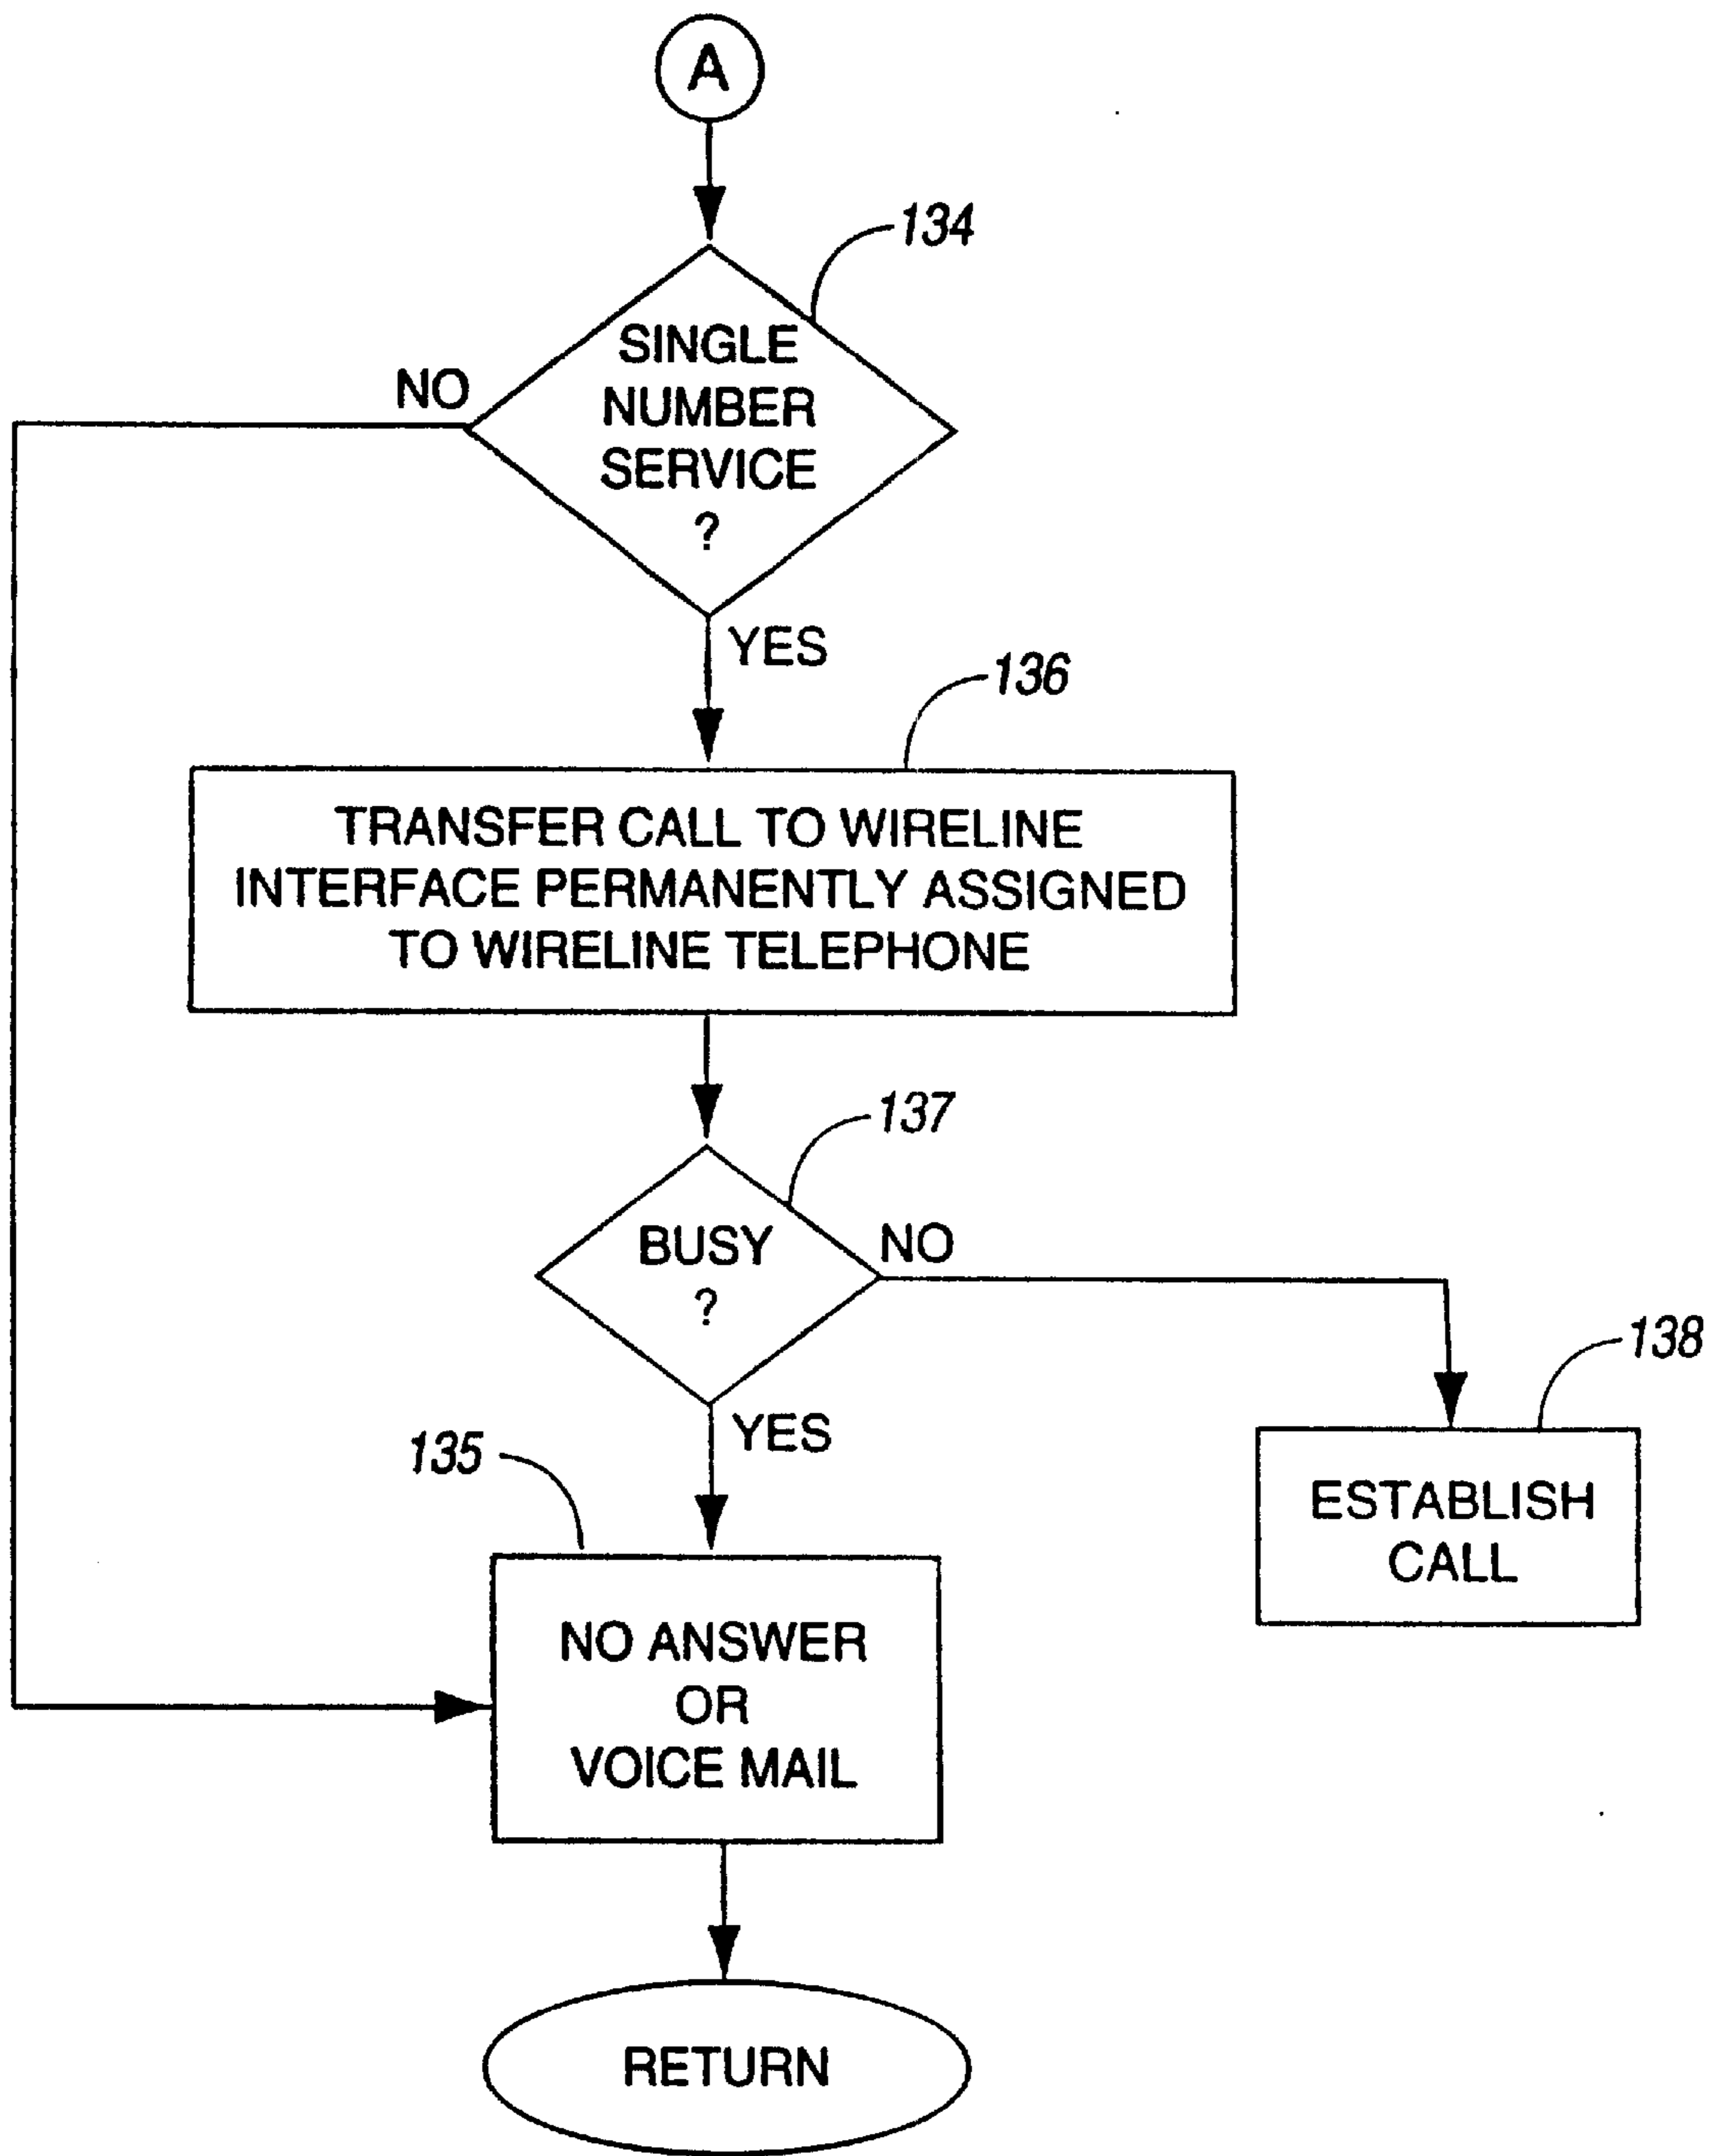 A
134
SINGLE
NUMBER
SERVICE
?
NO
YES
136
TRANSFER CALL TO WIRELINE
INTERFACE PERMANENTLY ASSIGNED
TO WIRELINE TELEPHONE
137
BUSY
?
NO
YES
138
ESTABLISH
CALL
135
NO ANSWER
OR
VOICE MAIL
RETURN